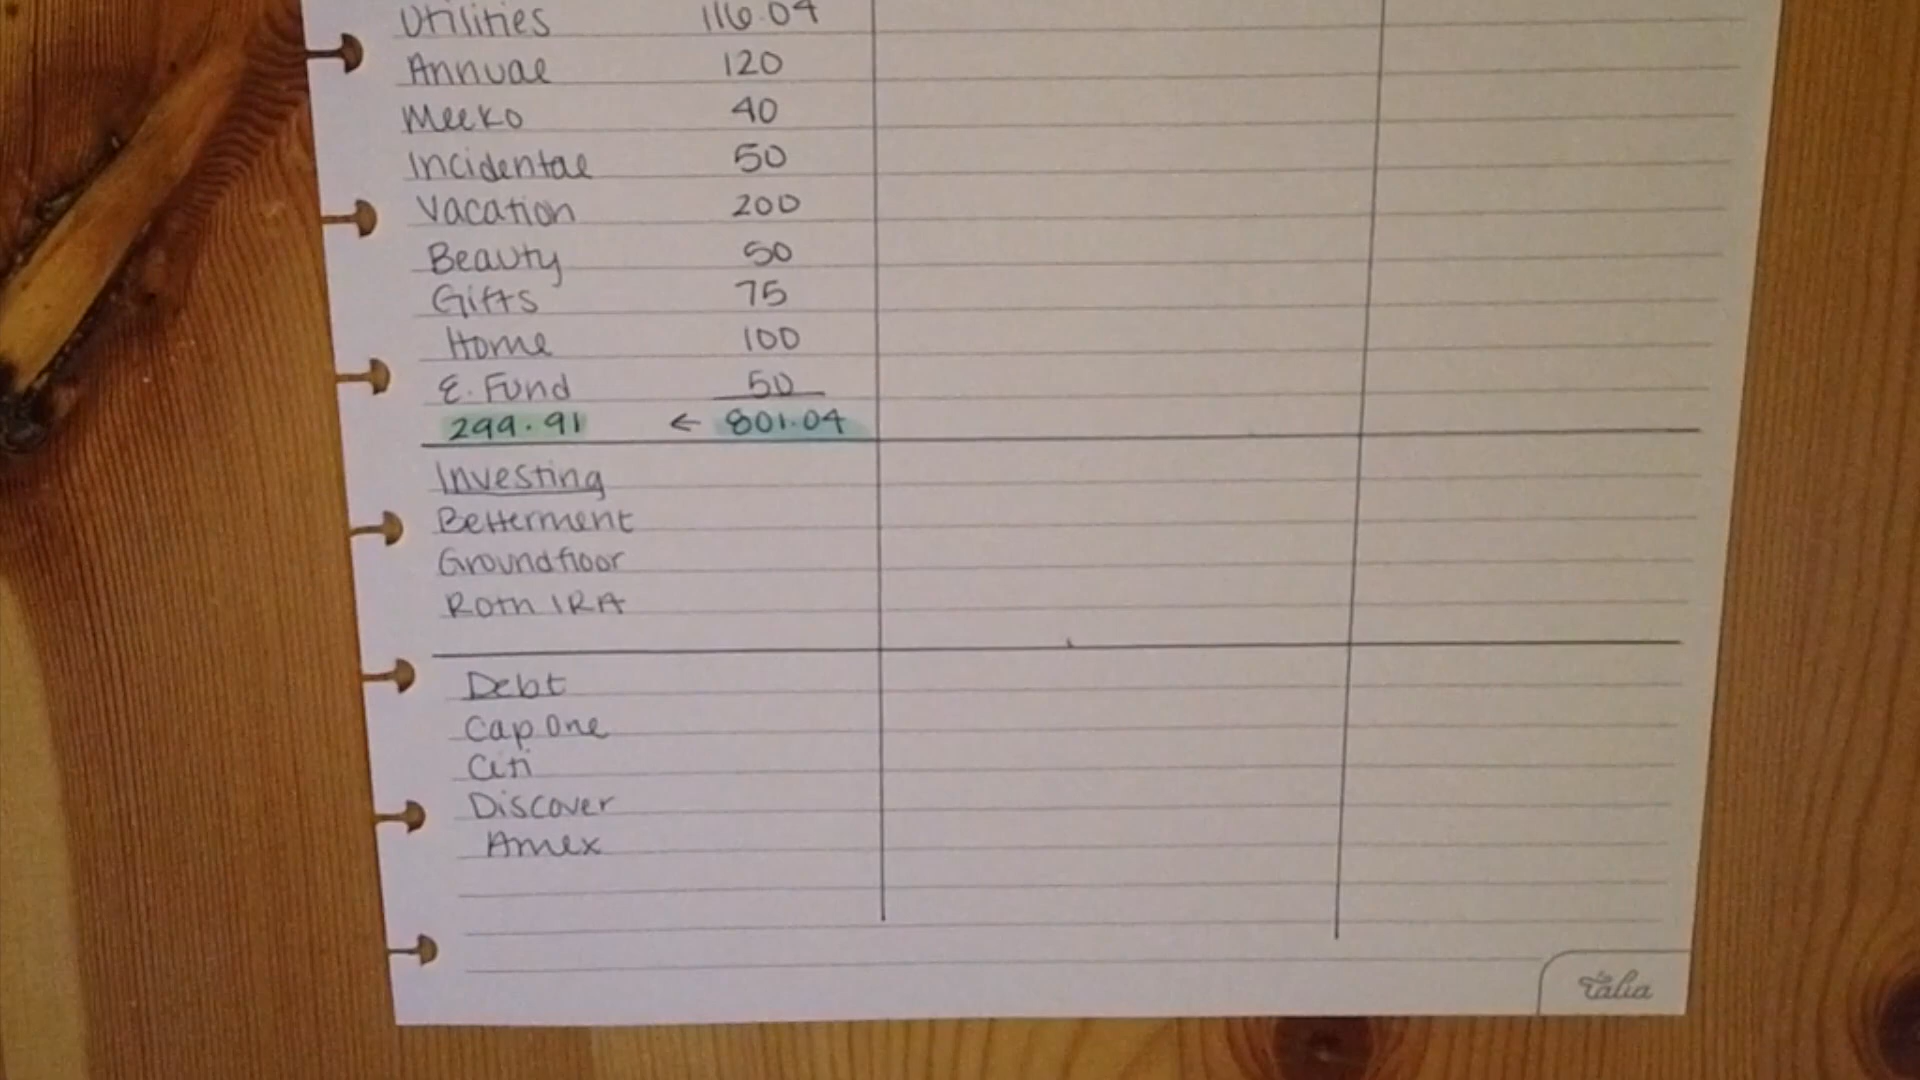 Utilities 116.04
Annual 120
Meeko 40
Incidental 50
Vacation 200
Beauty 50
Gifts 75
Home 100
E. Fund 50
299.91 ← 801.04
Investing
Betterment
Groundfloor
Roth IRA
Debt
Cap One
Citi
Discover
Amex
Talia